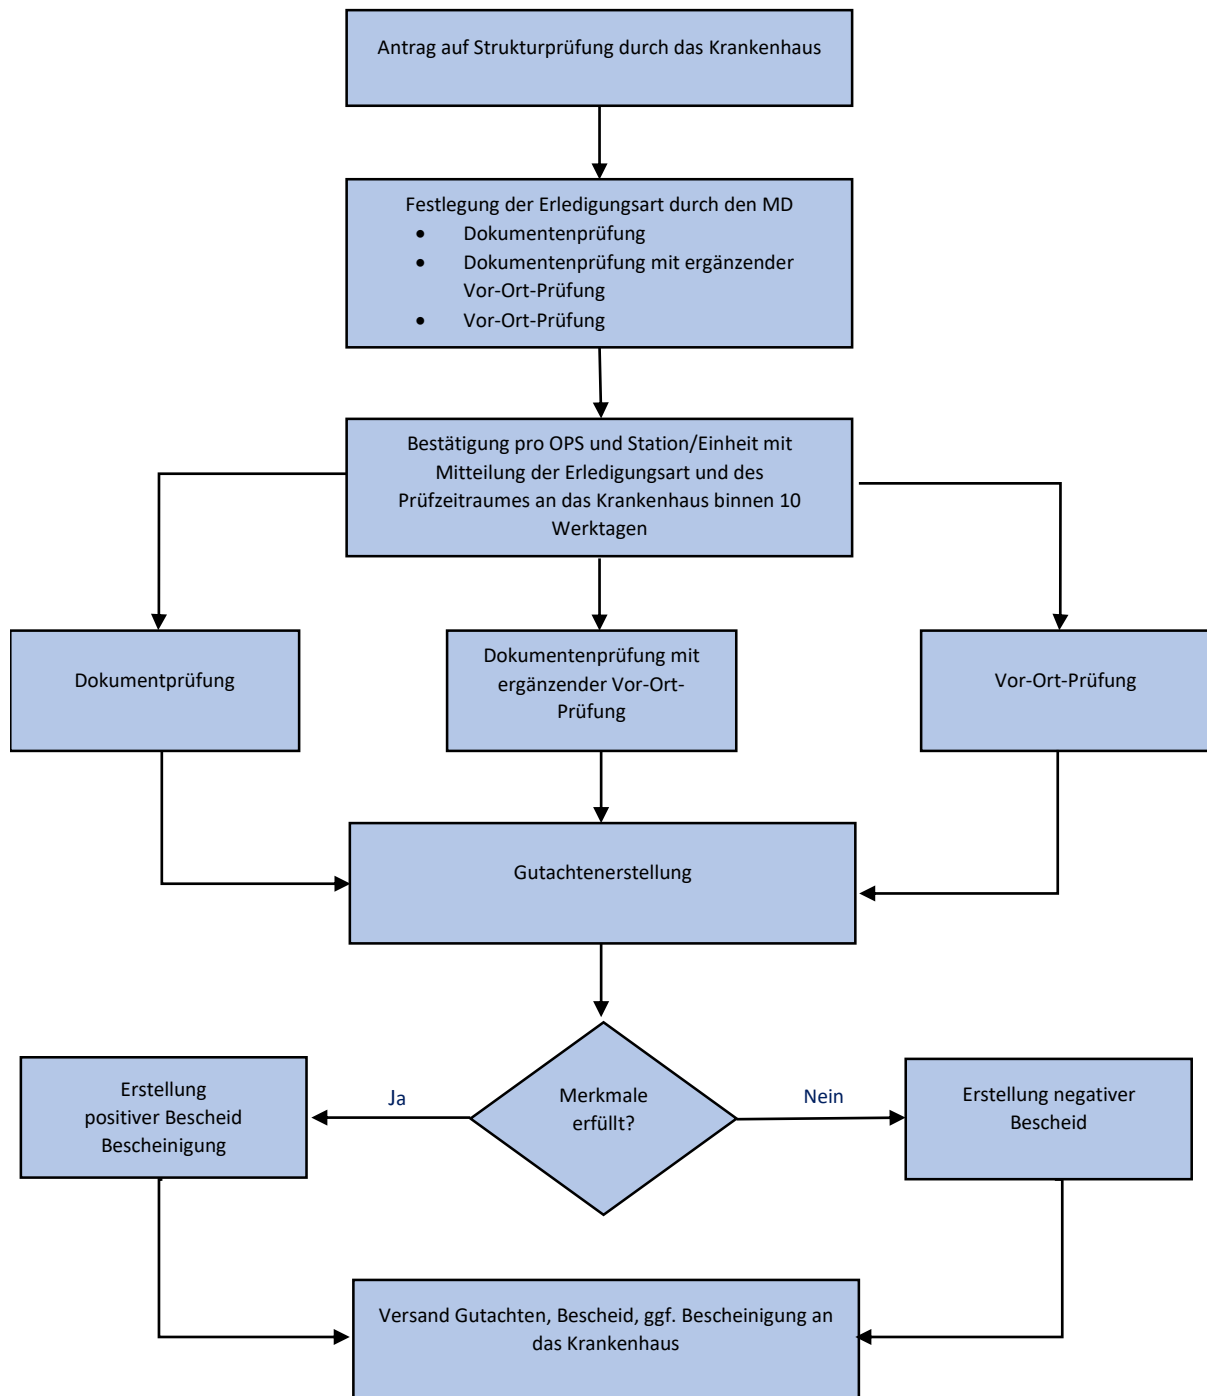 Antrag auf Strukturprüfung durch das Krankenhaus
Festlegung der Erledigungsart durch den MD
• Dokumentenprüfung
• Dokumentenprüfung mit ergänzender
Vor-Ort-Prüfung
• Vor-Ort-Prüfung
Bestätigung pro OPS und Station/Einheit mit
Mitteilung der Erledigungsart und des
Prüfzeitraumes an das Krankenhaus binnen 10
Werktagen
Dokumentprüfung
Dokumentenprüfung mit
ergänzender Vor-Ort-
Prüfung
Vor-Ort-Prüfung
Gutachtenerstellung
Merkmale
erfüllt?
Ja
Nein
Erstellung
positiver Bescheid
Bescheinigung
Erstellung negativer
Bescheid
Versand Gutachten, Bescheid, ggf. Bescheinigung an
das Krankenhaus